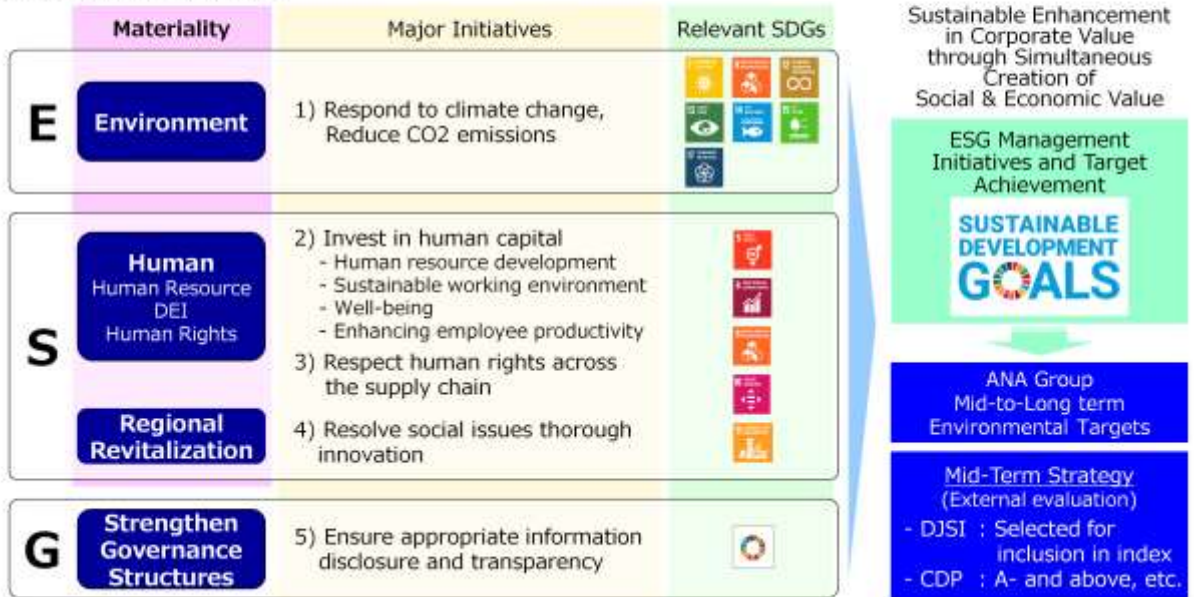 Materiality
Major Initiatives
Relevant SDGs
E
Environment
1) Respond to climate change,
Reduce CO2 emissions
S
Human
Human Resource
DEI
Human Rights
2) Invest in human capital
- Human resource development
- Sustainable working environment
- Well-being
- Enhancing employee productivity
3) Respect human rights across
the supply chain
Regional
Revitalization
4) Resolve social issues thorough
innovation
G
Strengthen
Governance
Structures
5) Ensure appropriate information
disclosure and transparency
Sustainable Enhancement
in Corporate Value
through Simultaneous
Creation of
Social & Economic Value
ESG Management
Initiatives and Target
Achievement
SUSTAINABLE
DEVELOPMENT
GOALS
ANA Group
Mid-to-Long term
Environmental Targets
Mid-Term Strategy
(External evaluation)
- DJSI : Selected for
inclusion in index
- CDP : A- and above, etc.